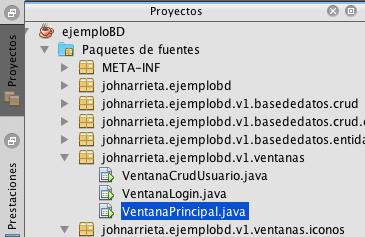 Proyectos
ejemploBD
Paquetes de fuentes
META-INF
johnarrieta.ejemplobd
johnarrieta.ejemplobd.v1.basededatos.crud
johnarrieta.ejemplobd.v1.basededatos.crud.
johnarrieta.ejemplobd.v1.basededatos.entida
johnarrieta.ejemplobd.v1.ventanas
VentanaCrudUsuario.java
VentanaLogin.java
VentanaPrincipal.java
johnarrieta.ejemplobd.v1.ventanas.iconos
Proyectos
Prestaciones